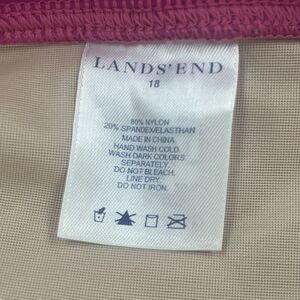 LANDS' END
18
80% NYLON
20% SPANDEX/ELASTHAN
MADE IN CHINA
HAND WASH COLD.
WASH DARK COLORS
SEPARATELY.
DO NOT BLEACH.
LINE DRY.
DO NOT IRON.